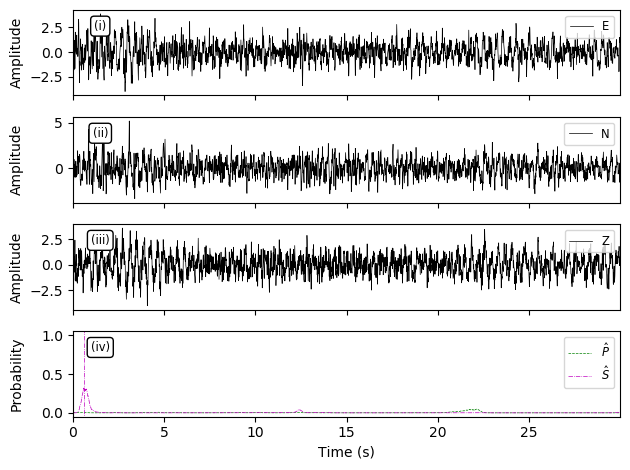 Amplitude
2.5
0.0
−2.5
(i)
E
Amplitude
5
0
(ii)
N
Amplitude
2.5
0.0
−2.5
(iii)
Z
Probability
1.0
0.5
0.0
(iv)
P̂
Ŝ
0 5 10 15 20 25
Time (s)